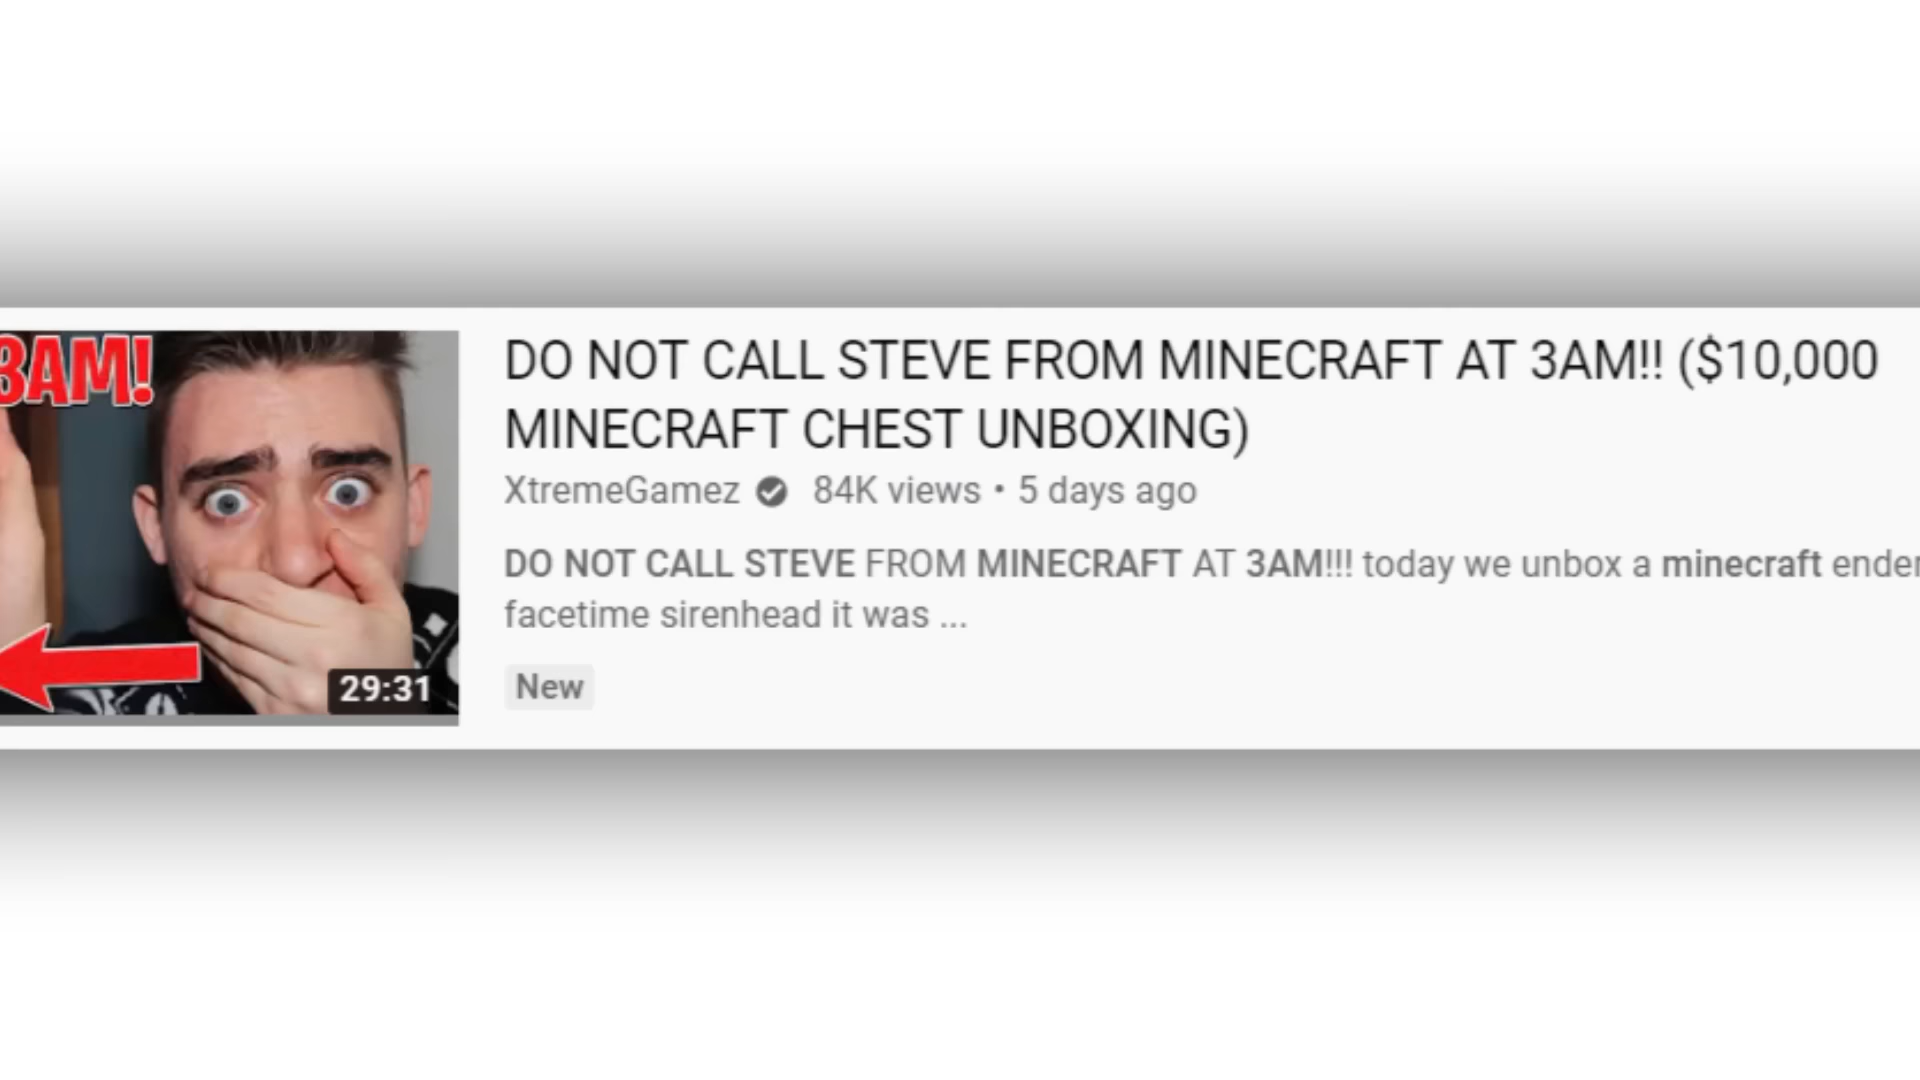 3AM!
29:31
DO NOT CALL STEVE FROM MINECRAFT AT 3AM!! ($10,000
MINECRAFT CHEST UNBOXING)
XtremeGamez 84K views • 5 days ago
DO NOT CALL STEVE FROM MINECRAFT AT 3AM!!! today we unbox a minecraft ender
facetime sirenhead it was ...
New